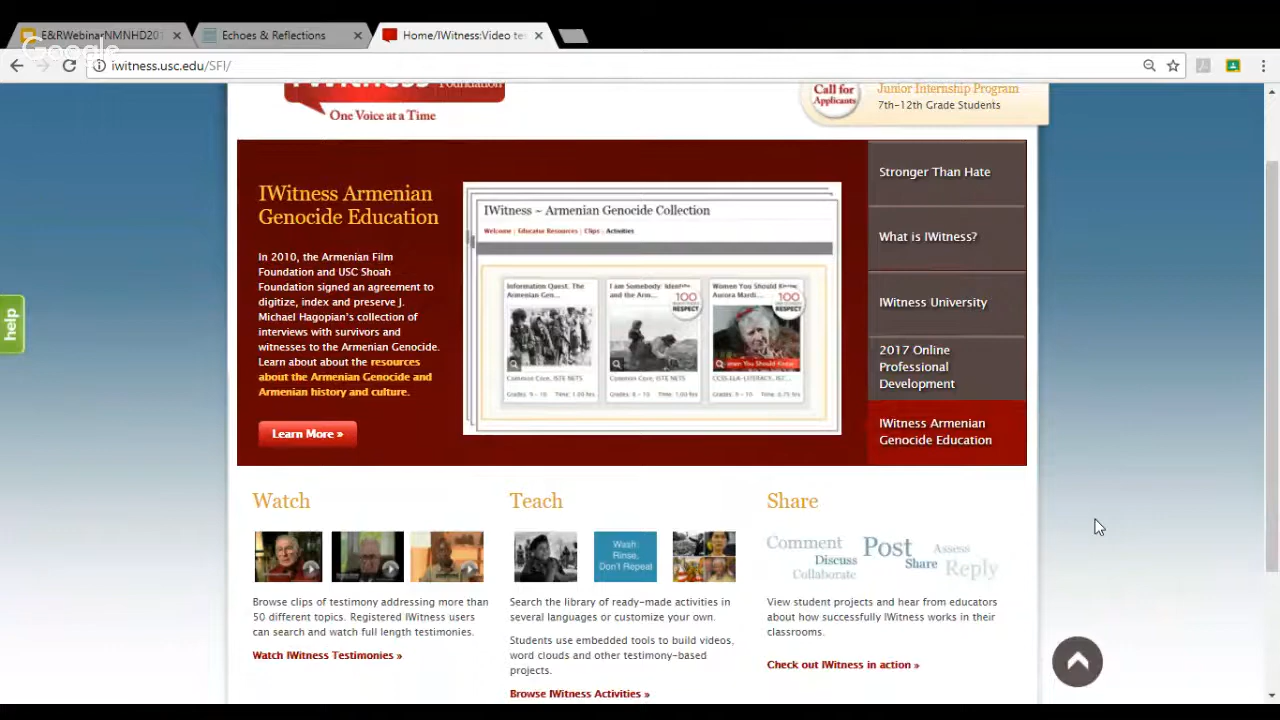 E&RWebinarNMNHD201
Echoes & Reflections
Home/IWitness:Video te
Google
iwitness.usc.edu/SFI/
IWitness
Foundation
One Voice at a Time
Call for
Applicants
Junior Internship Program
7th-12th Grade Students
help
IWitness Armenian
Genocide Education
In 2010, the Armenian Film
Foundation and USC Shoah
Foundation signed an agreement to
digitize, index and preserve J.
Michael Hagopian's collection of
interviews with survivors and
witnesses to the Armenian Genocide.
Learn about about the resources
about the Armenian Genocide and
Armenian history and culture.
Learn More »
IWitness ~ Armenian Genocide Collection
Welcome | Educator Resources | Clips | Activities
Information Quest: The
Armenian Gen...
Common Core, ISTE NETS
Grades: 9 - 10 Time: 1.00 hrs
I am Somebody: Identity
and the Arm...
100
RESPECT
Common Core, ISTE NETS
Grades: 9 - 10 Time: 1.00 hrs
Women You Should Know:
Aurora Mardi...
100
RESPECT
Women You Should Know
Grades: 9 - 10 Time: 0.75 hrs
Stronger Than Hate
What is IWitness?
IWitness University
2017 Online
Professional
Development
IWitness Armenian
Genocide Education
Watch
Browse clips of testimony addressing more than
50 different topics. Registered IWitness users
can search and watch full length testimonies.
Watch IWitness Testimonies »
Teach
Wash
Rinse,
Don't Repeat
Search the library of ready-made activities in
several languages or customize your own.
Students use embedded tools to build videos,
word clouds and other testimony-based
projects.
Browse IWitness Activities »
Share
Comment Post Assess
Discuss Share Reply
Collaborate
View student projects and hear from educators
about how successfully IWitness works in their
classrooms.
Check out IWitness in action »